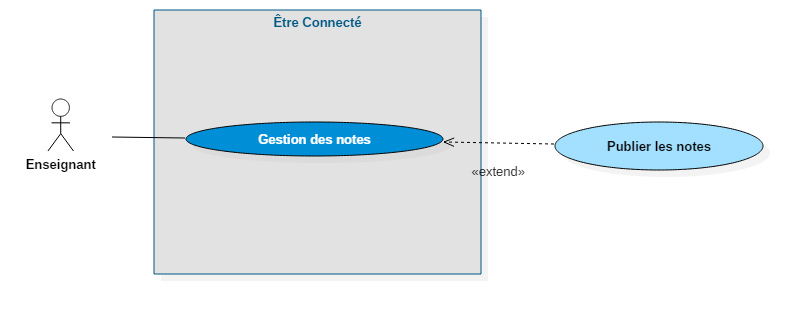 Être Connecté
Enseignant
Gestion des notes
«extend»
Publier les notes